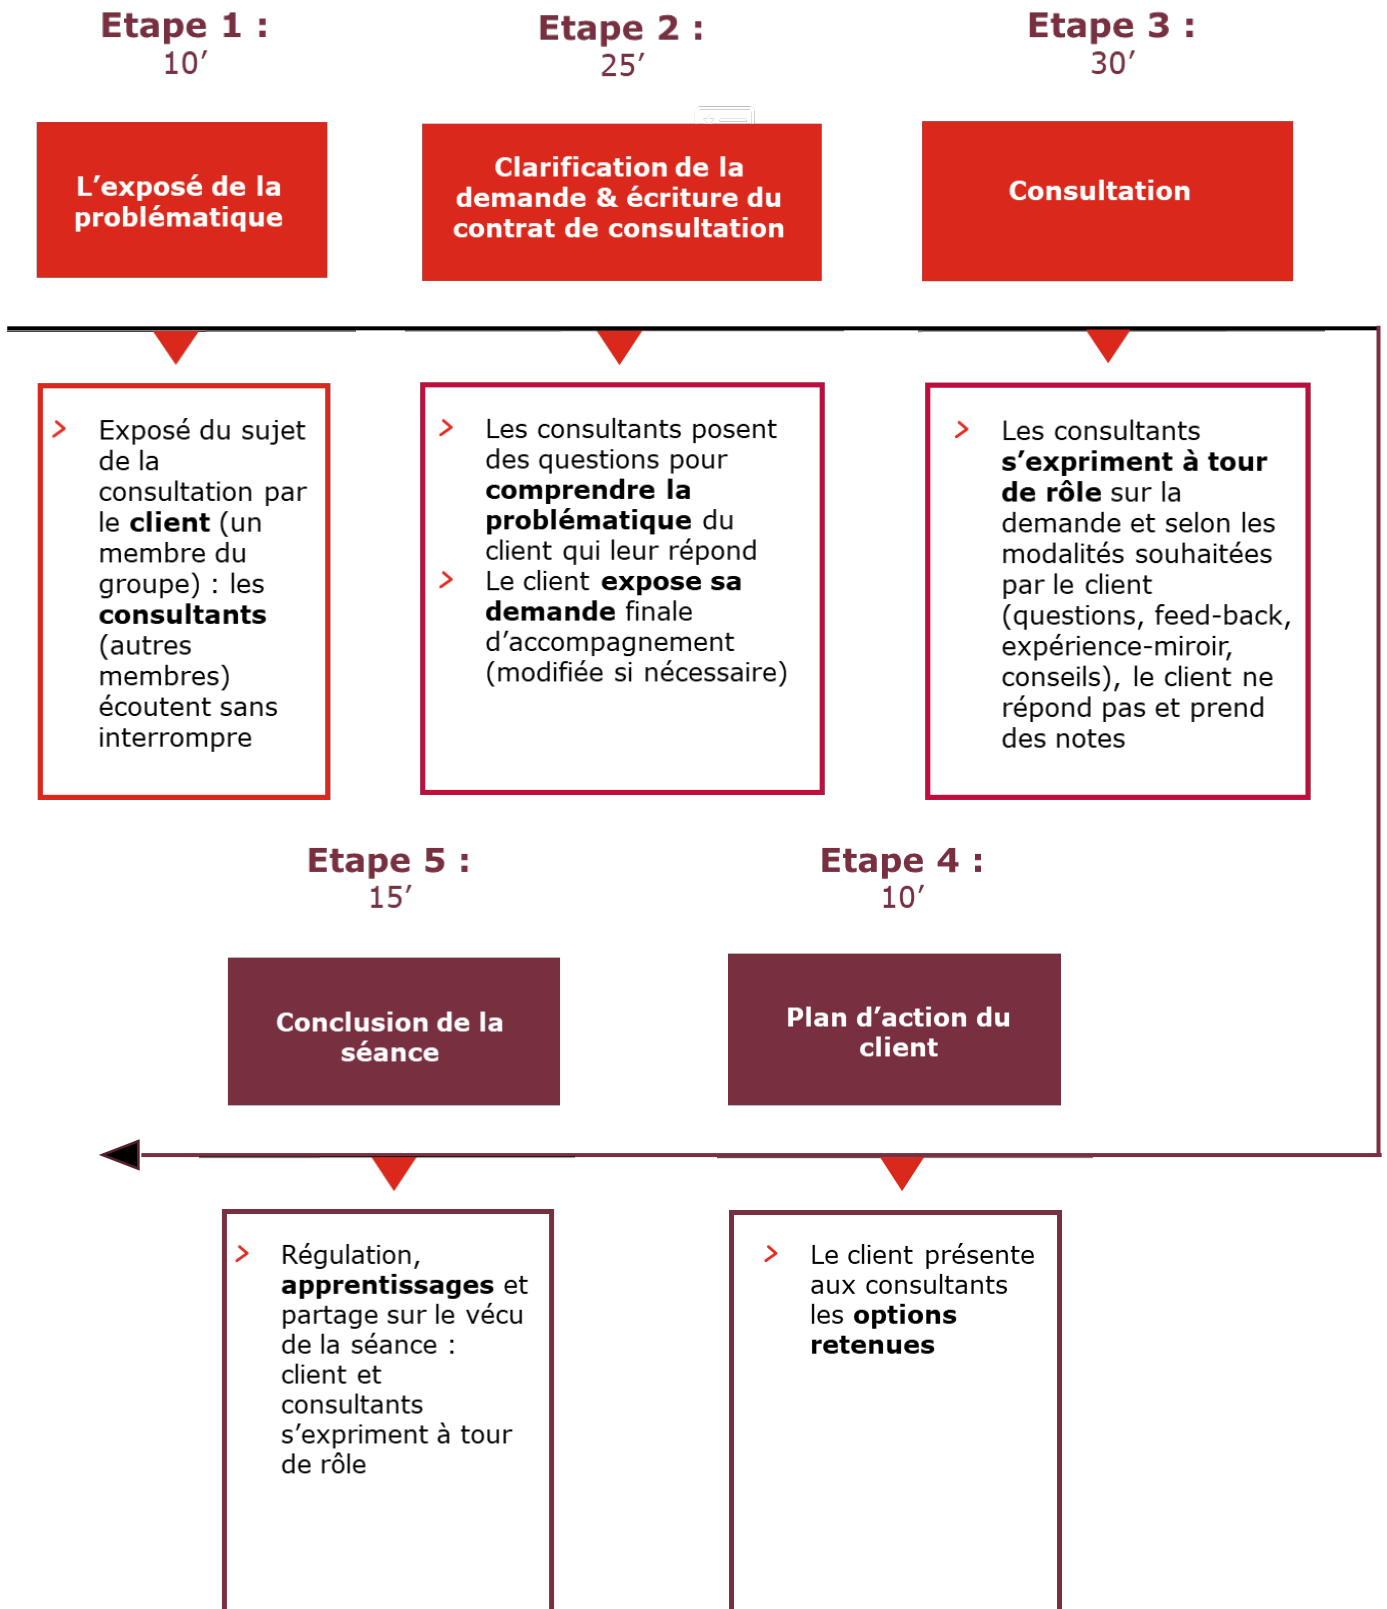 Etape 1 :
10’
L’exposé de la
problématique
> Exposé du sujet
de la
consultation par
le client (un
membre du
groupe) : les
consultants
(autres
membres)
écoutent sans
interrompre
Etape 2 :
25’
Clarification de la
demande & écriture du
contrat de consultation
> Les consultants posent
des questions pour
comprendre la
problématique du
client qui leur répond
> Le client expose sa
demande finale
d’accompagnement
(modifiée si nécessaire)
Etape 3 :
30’
Consultation
> Les consultants
s’expriment à tour
de rôle sur la
demande et selon les
modalités souhaitées
par le client
(questions, feed-back,
expérience-miroir,
conseils), le client ne
répond pas et prend
des notes
Etape 4 :
10’
Plan d’action du
client
> Le client présente
aux consultants
les options
retenues
Etape 5 :
15’
Conclusion de la
séance
> Régulation,
apprentissages et
partage sur le vécu
de la séance :
client et
consultants
s’expriment à tour
de rôle